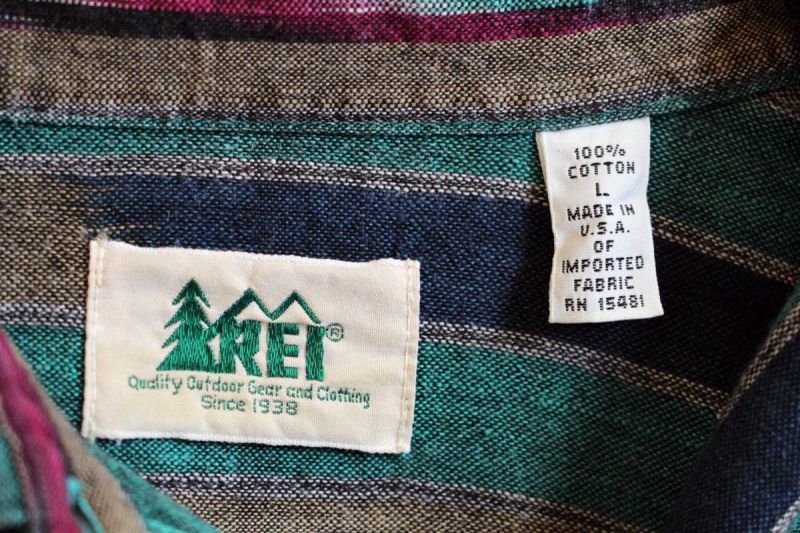 REI®
Quality Outdoor Gear and Clothing
Since 1938
100%
COTTON
L
MADE IN
U.S.A.
OF
IMPORTED
FABRIC
RN 15481